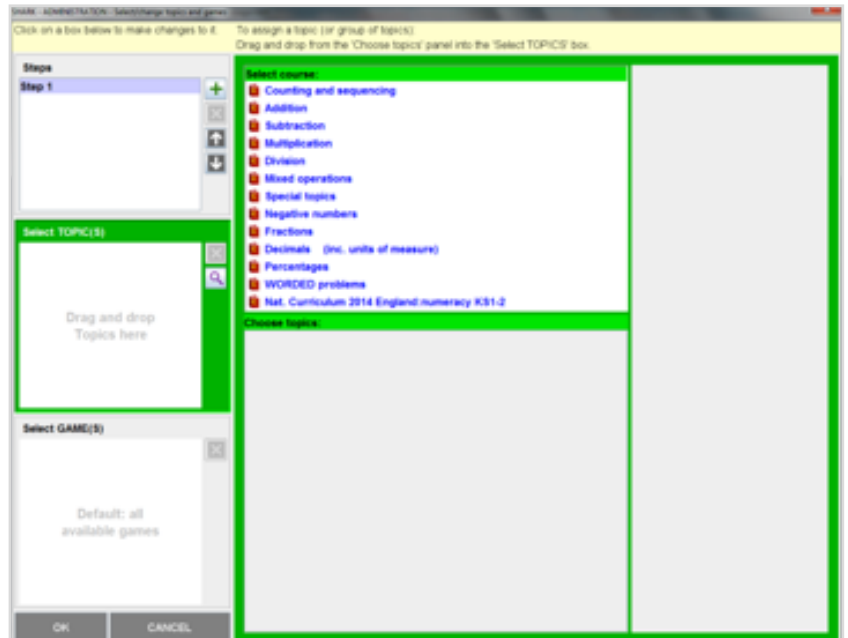 SHARK - ADMINISTRATION - Select/change topics and games
Click on a box below to make changes to it.
To assign a topic (or group of topics):
Drag and drop from the 'Choose topics' panel into the 'Select TOPICS' box.
Steps
Step 1
Select TOPIC(S)
Drag and drop
Topics here
Select GAME(S)
Default: all
available games
OK
CANCEL
Select course:
Counting and sequencing
Addition
Subtraction
Multiplication
Division
Mixed operations
Special topics
Negative numbers
Fractions
Decimals (inc. units of measure)
Percentages
WORDED problems
Nat. Curriculum 2014 England:numeracy KS1-2
Choose topics: